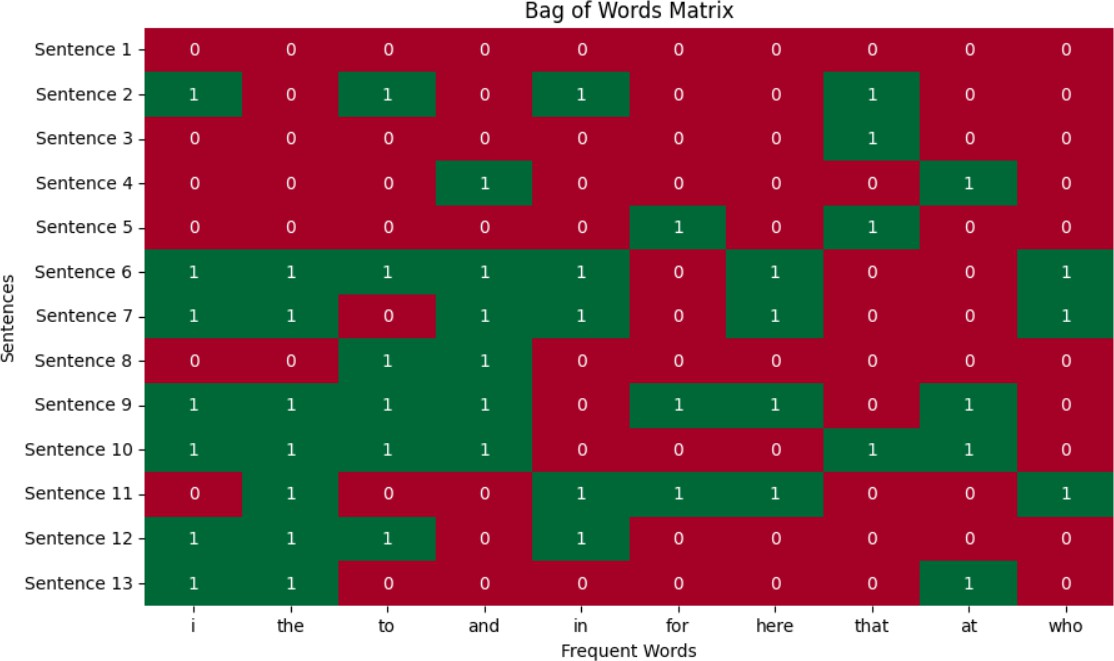 Bag of Words Matrix
Sentence 1 0 0 0 0 0 0 0 0 0 0
Sentence 2 1 0 1 0 1 0 0 1 0 0
Sentence 3 0 0 0 0 0 0 0 1 0 0
Sentence 4 0 0 0 1 0 0 0 0 1 0
Sentence 5 0 0 0 0 0 1 0 1 0 0
Sentence 6 1 1 1 1 1 0 1 0 0 1
Sentence 7 1 1 0 1 1 0 1 0 0 1
Sentence 8 0 0 1 1 0 0 0 0 0 0
Sentence 9 1 1 1 1 0 1 1 0 1 0
Sentence 10 1 1 1 1 0 0 0 1 1 0
Sentence 11 0 1 0 0 1 1 1 0 0 1
Sentence 12 1 1 1 0 1 0 0 0 0 0
Sentence 13 1 1 0 0 0 0 0 0 1 0
i the to and in for here that at who
Frequent Words
Sentences